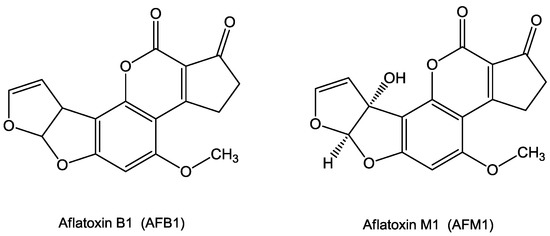 O O
O
O
O
O CH₃
Aflatoxin B1 (AFB1)
O O
OH
O
O
H
O
O CH₃
Aflatoxin M1 (AFM1)